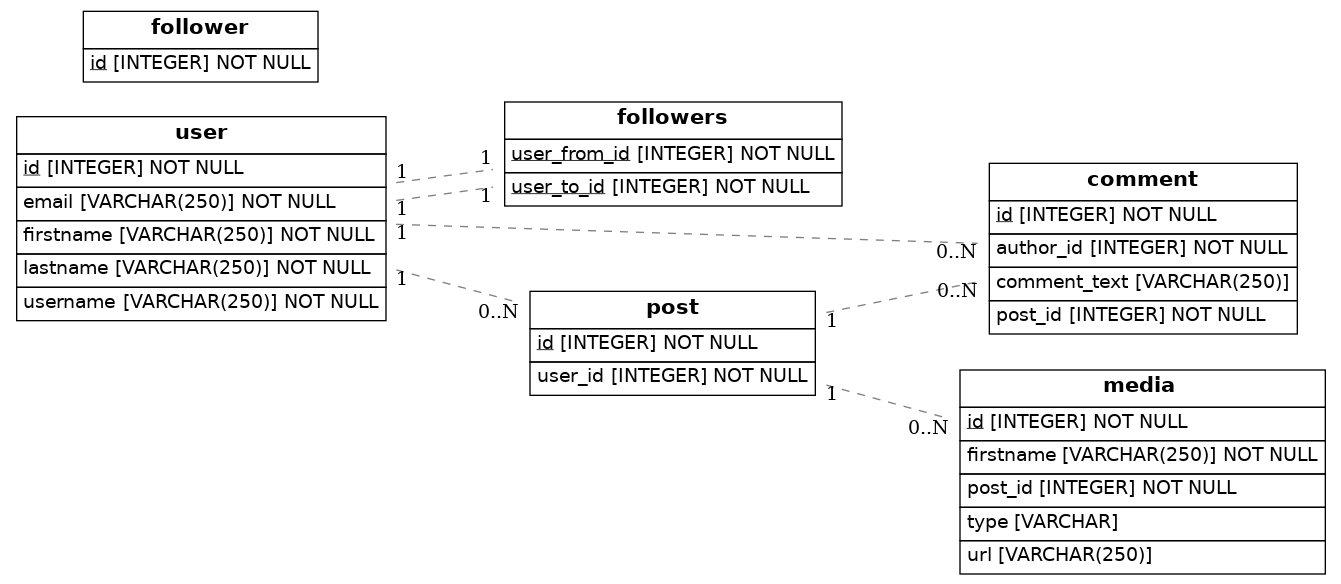 follower
id [INTEGER] NOT NULL
user
id [INTEGER] NOT NULL
email [VARCHAR(250)] NOT NULL
firstname [VARCHAR(250)] NOT NULL
lastname [VARCHAR(250)] NOT NULL
username [VARCHAR(250)] NOT NULL
1
1
1
1
1
1
0..N
0..N
followers
user_from_id [INTEGER] NOT NULL
user_to_id [INTEGER] NOT NULL
post
id [INTEGER] NOT NULL
user_id [INTEGER] NOT NULL
1
0..N
1
0..N
comment
id [INTEGER] NOT NULL
author_id [INTEGER] NOT NULL
comment_text [VARCHAR(250)]
post_id [INTEGER] NOT NULL
media
id [INTEGER] NOT NULL
firstname [VARCHAR(250)] NOT NULL
post_id [INTEGER] NOT NULL
type [VARCHAR]
url [VARCHAR(250)]